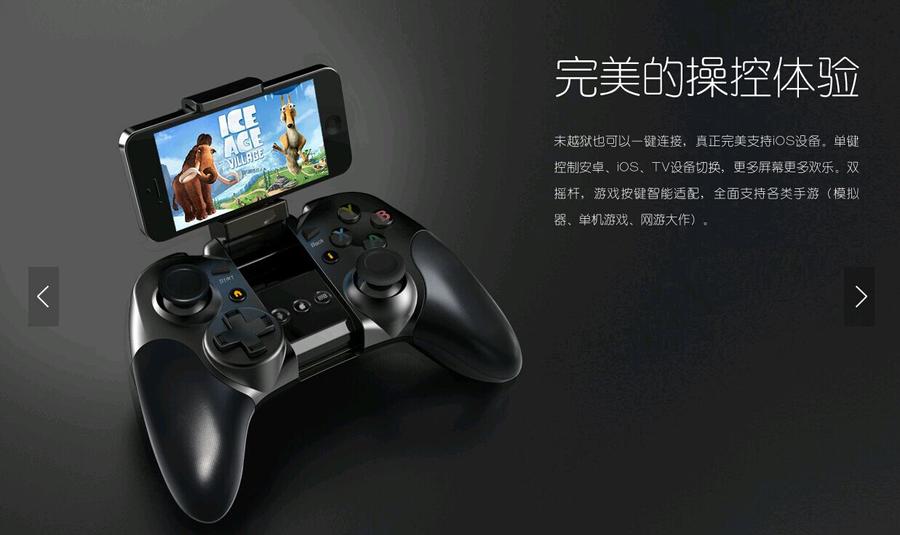 完美的操控体验
未越狱也可以一键连接，真正完美支持iOS设备。单键
控制安卓、iOS、TV设备切换，更多屏幕更多欢乐。双
摇杆，游戏按键智能适配，全面支持各类手游（模拟
器、单机游戏、网游大作）。
ICE
AGE
VILLAGE
Y
B
X
A
Back
Start